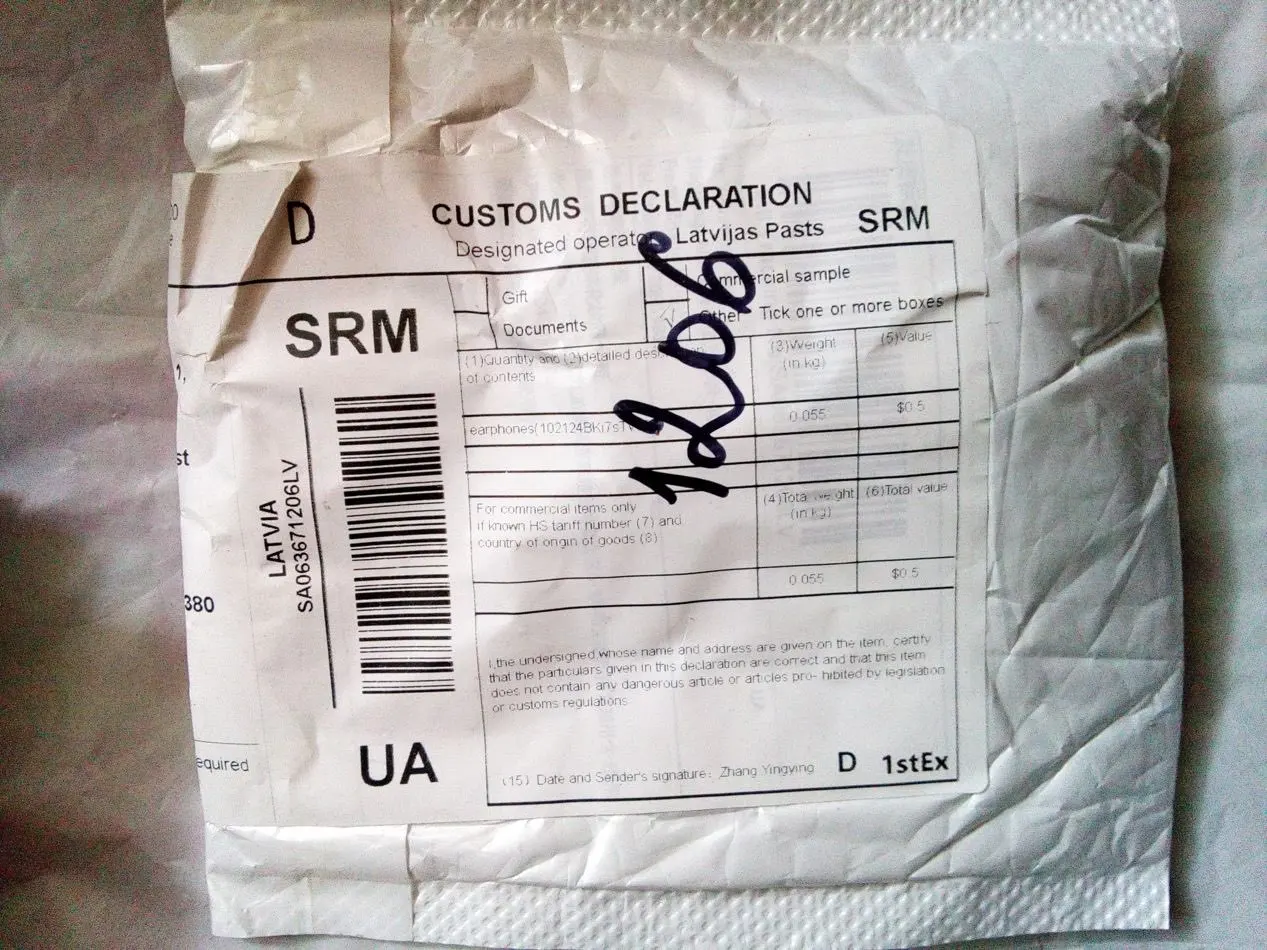 D
CUSTOMS DECLARATION
Designated operator Latvijas Pasts SRM
SRM
Gift
Commercial sample
Documents
Other Tick one or more boxes
(1)Quantity and (2)detailed description
of contents
(3)Weight
(in kg)
(5)Value
earphones(102124BKi7sTV
0.055
$0.5
For commercial items only
If known HS tariff number (7) and
country of origin of goods (8)
(4)Total weight
(in kg)
(6)Total value
0.055
$0.5
I,the undersigned,whose name and address are given on the item, certify
that the particulars given in this declaration are correct and that this item
does not contain any dangerous article or articles pro- hibited by legislation
or customs regulations
(15) Date and Sender's signature: Zhang Yingying D 1stEx
LATVIA
SA063671206LV
UA
1206
st
380
equired